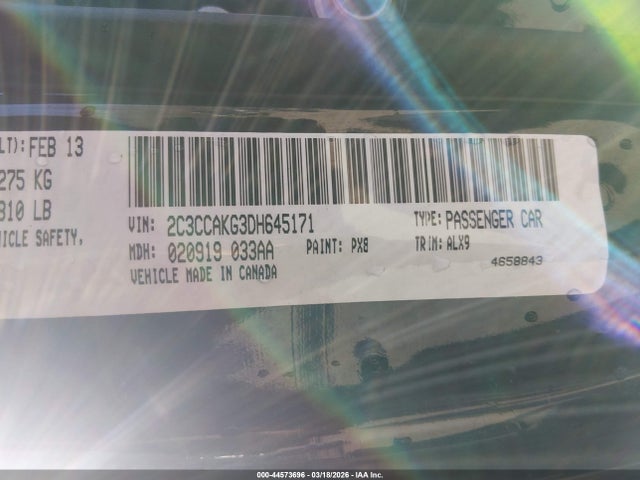 LT): FEB 13
275 KG
310 LB
HICLE SAFETY,
VIN: 2C3CCAKG3DH645171 TYPE: PASSENGER CAR
MDH: 020919 033AA PAINT: PX8 TRIM: ALX9
VEHICLE MADE IN CANADA 4658843
000-44573696 - 03/18/2026 - IAA Inc.